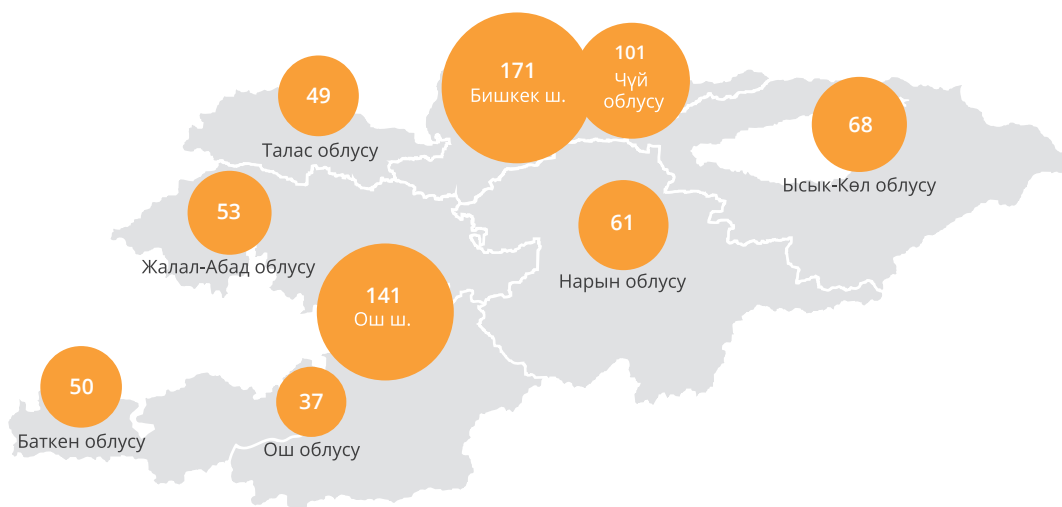 171
Бишкек ш.
101
Чүй
облусу
49
Талас облусу
68
Ысык-Көл облусу
53
Жалал-Абад облусу
61
Нарын облусу
141
Ош ш.
50
Баткен облусу
37
Ош облусу